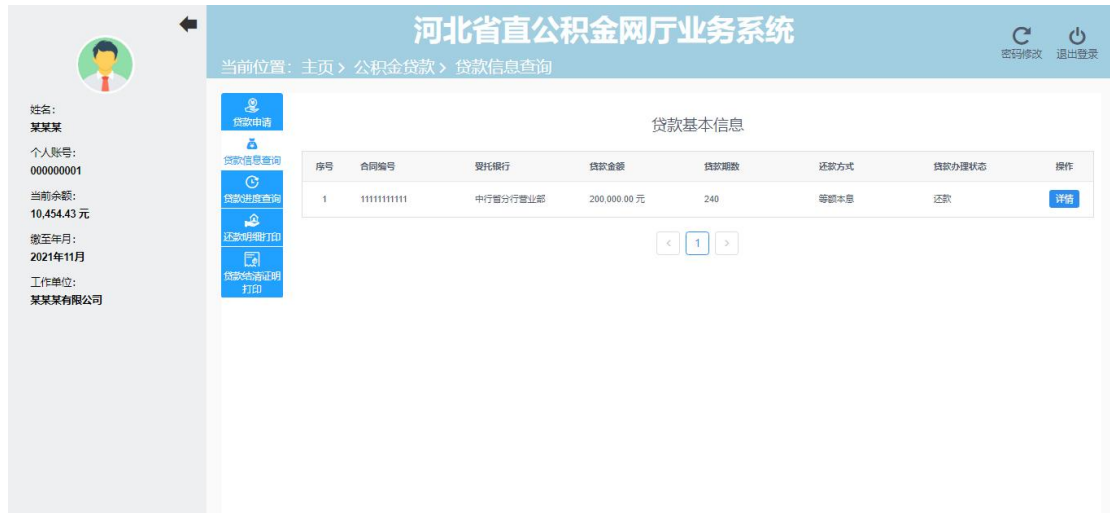 河北省直公积金网厅业务系统
密码修改 退出登录
当前位置：主页 > 公积金贷款 > 贷款信息查询
姓名：
某某某
个人账号：
000000001
当前余额：
10,454.43 元
缴至年月：
2021年11月
工作单位：
某某某有限公司
贷款申请
贷款信息查询
贷款进度查询
还款明细打印
贷款结清证明
打印
贷款基本信息
序号 合同编号 受托银行 贷款金额 贷款期数 还款方式 贷款办理状态 操作
1 11111111111 中行营分行营业部 200,000.00 元 240 等额本息 还款 详情
< 1 >